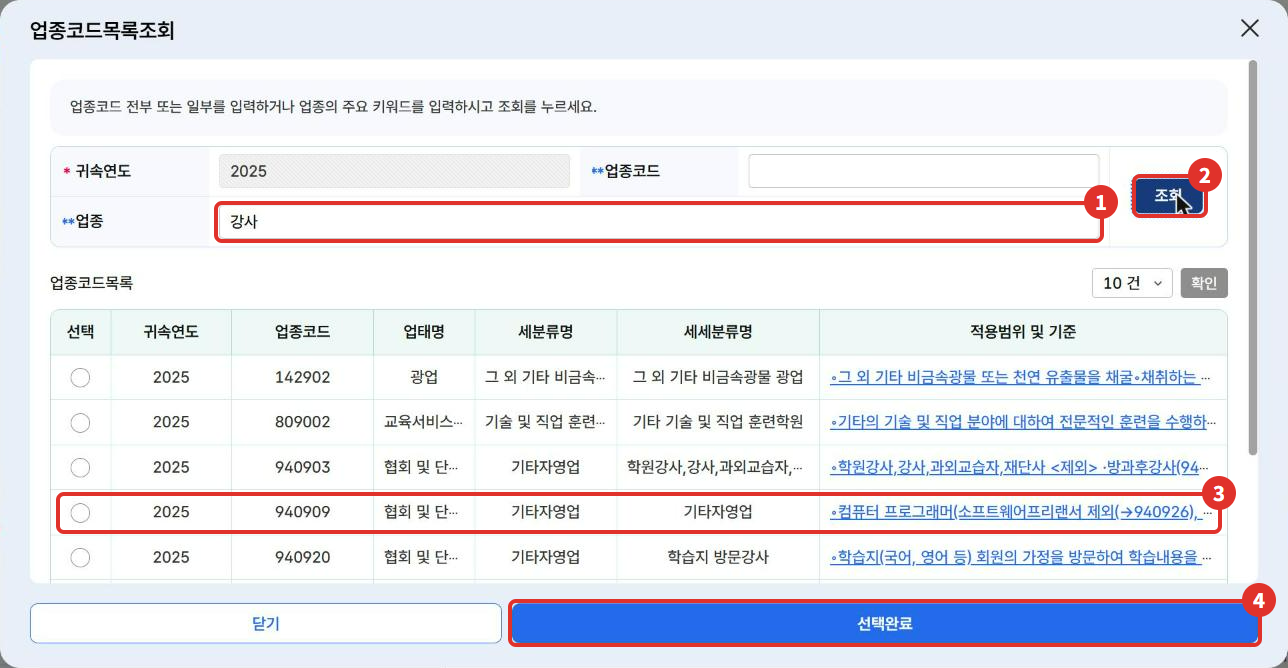 업종코드목록조회
업종코드 전부 또는 일부를 입력하거나 업종의 주요 키워드를 입력하시고 조회를 누르세요.
* 귀속연도 2025 **업종코드 조회 2
**업종 강사 1
업종코드목록 10 건 확인
선택 귀속연도 업종코드 업태명 세분류명 세세분류명 적용범위 및 기준
2025 142902 광업 그 외 기타 비금속… 그 외 기타 비금속광물 광업 ∘그 외 기타 비금속광물 또는 천연 유출물을 채굴∘채취하는 …
2025 809002 교육서비스… 기술 및 직업 훈련… 기타 기술 및 직업 훈련학원 ∘기타의 기술 및 직업 분야에 대하여 전문적인 훈련을 수행하…
2025 940903 협회 및 단… 기타자영업 학원강사,강사,과외교습자,… ∘학원강사,강사,과외교습자,재단사 <제외> ·방과후강사(94…
2025 940909 협회 및 단… 기타자영업 기타자영업 ∘컴퓨터 프로그래머(소프트웨어프리랜서 제외(→940926), … 3
2025 940920 협회 및 단… 기타자영업 학습지 방문강사 ∘학습지(국어, 영어 등) 회원의 가정을 방문하여 학습내용을 …
닫기 선택완료 4